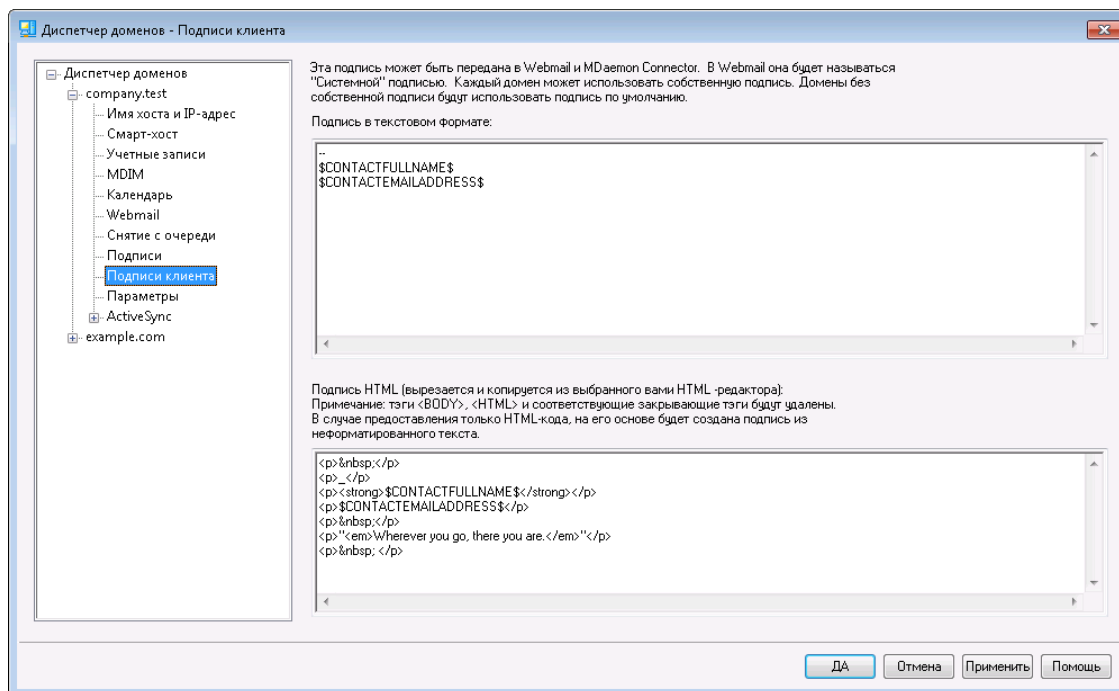 Диспетчер доменов - Подписи клиента
Диспетчер доменов
company.test
Имя хоста и IP-адрес
Смарт-хост
Учетные записи
MDIM
Календарь
Webmail
Снятие с очереди
Подписи
Подписи клиента
Параметры
ActiveSync
example.com
Эта подпись может быть передана в Webmail и MDaemon Connector. В Webmail она будет называться
"Системной" подписью. Каждый домен может использовать собственную подпись. Домены без
собственной подписи будут использовать подпись по умолчанию.
Подпись в текстовом формате:
--
$CONTACTFULLNAME$
$CONTACTEMAILADDRESS$
Подпись HTML (вырезается и копируется из выбранного вами HTML -редактора):
Примечание: тэги <BODY>, <HTML> и соответствующие закрывающие тэги будут удалены.
В случае предоставления только HTML-кода, на его основе будет создана подпись из
неформатированного текста.
<p>&nbsp;</p>
<p>_</p>
<p><strong>$CONTACTFULLNAME$</strong></p>
<p>$CONTACTEMAILADDRESS$</p>
<p>&nbsp;</p>
<p>"<em>Wherever you go, there you are.</em>"</p>
<p>&nbsp; </p>
ДА
Отмена
Применить
Помощь